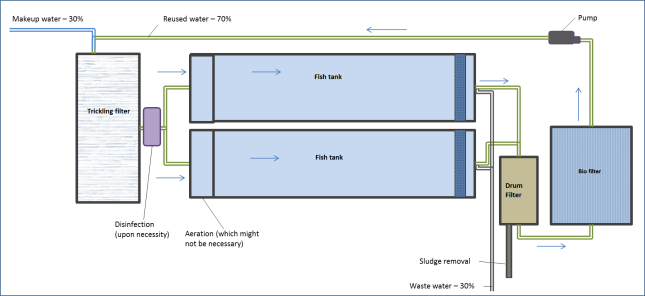 Makeup water – 30%
Reused water – 70%
Pump
Trickling filter
Fish tank
Fish tank
Drum
Filter
Bio filter
Disinfection
(upon necessity)
Aeration (which might
not be necessary)
Sludge removal
Waste water – 30%